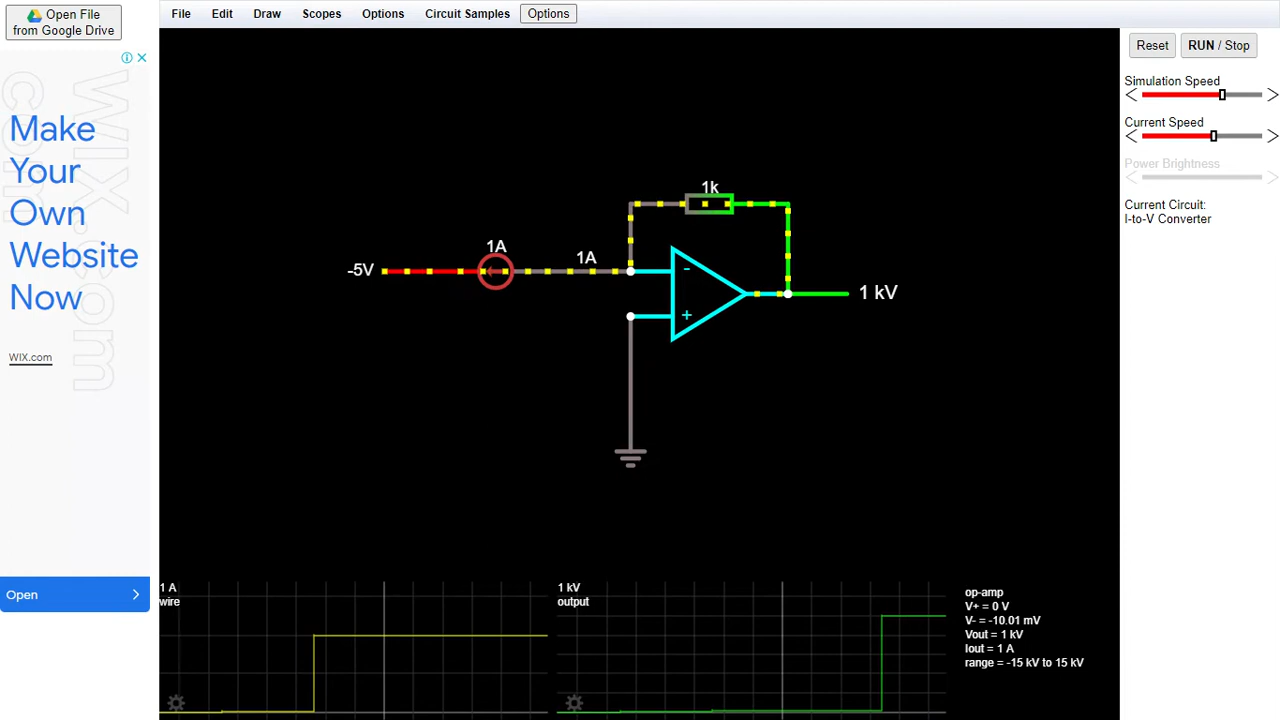 Open File
from Google Drive
File Edit Draw Scopes Options Circuit Samples Options
Make
Your
Own
Website
Now
WIX.com
WIX.com
Open
1k
1A
1A
-5V
-
+
1 kV
1 A
wire
1 kV
output
op-amp
V+ = 0 V
V- = -10.01 mV
Vout = 1 kV
Iout = 1 A
range = -15 kV to 15 kV
Reset RUN / Stop
Simulation Speed
Current Speed
Power Brightness
Current Circuit:
I-to-V Converter